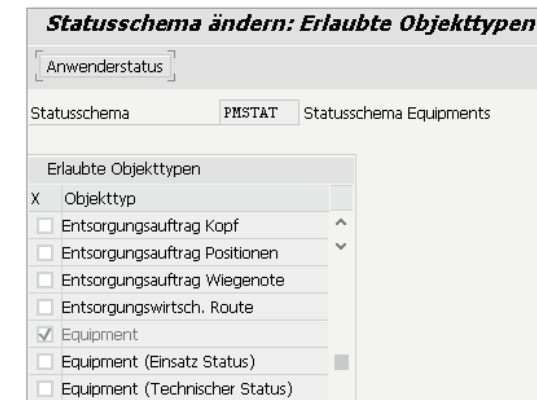 Statusschema ändern: Erlaubte Objekttypen
Anwenderstatus
Statusschema PMSTAT Statusschema Equipments
Erlaubte Objekttypen
X Objekttyp
Entsorgungsauftrag Kopf
Entsorgungsauftrag Positionen
Entsorgungsauftrag Wiegenote
Entsorgungswirtsch. Route
Equipment
Equipment (Einsatz Status)
Equipment (Technischer Status)